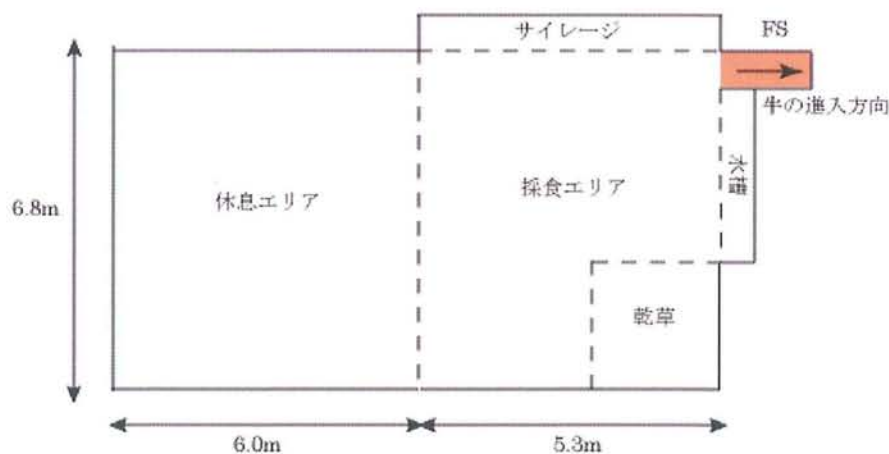 サイレージ
FS
牛の進入方向
水槽
休息エリア
採食エリア
6.8m
乾草
6.0m
5.3m